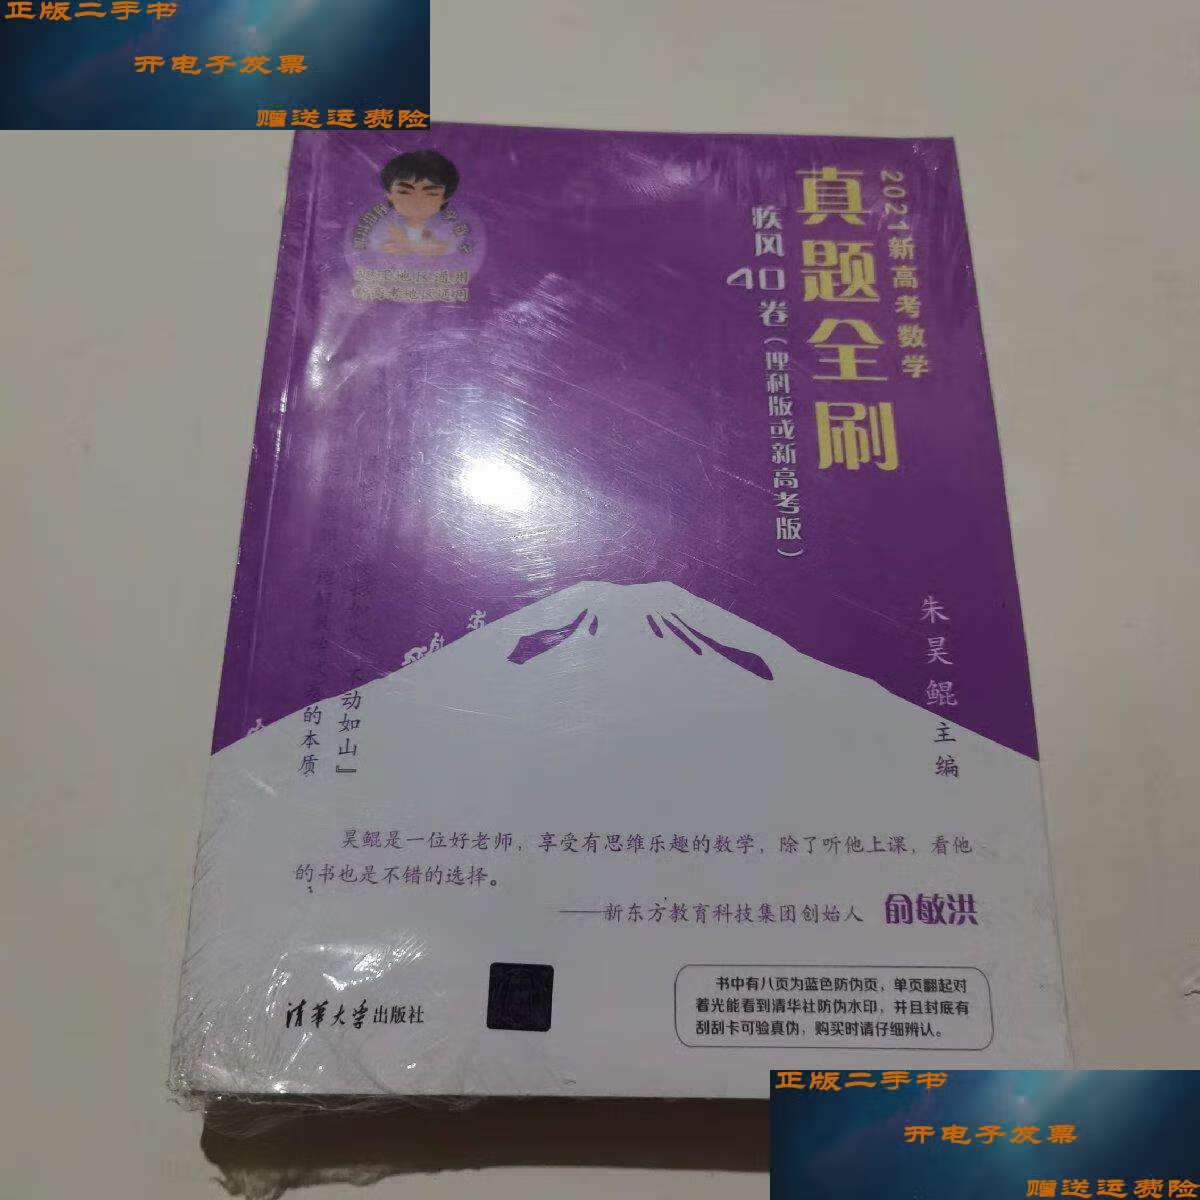 正版二手书
开电子发票
赠送运费险
2021新高考数学
真题全刷
疾风40卷(理科版或新高考版)
朱昊鲲主编
新高考地区适用
不动如山』
的本质
昊鲲是一位好老师，享受有思维乐趣的数学，除了听他上课，看他
的书也是不错的选择。
——新东方教育科技集团创始人 俞敏洪
清华大学出版社
书中有八页为蓝色防伪页，单页翻起对
着光能看到清华社防伪水印，并且封底有
刮刮卡可验真伪，购买时请仔细辨认。
正版二手书
开电子发票
赠送运费险